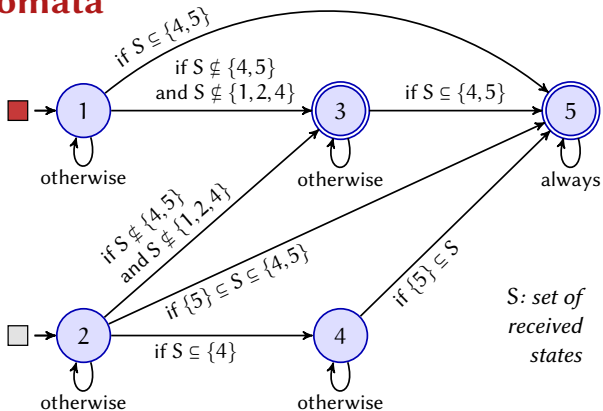 if S ⊆ {4,5}
if S ⊈ {4,5}
and S ⊈ {1,2,4}
if S ⊆ {4,5}
1
3
5
otherwise
otherwise
always
if S ⊈ {4,5}
and S ⊈ {1,2,4}
if {5} ⊆ S ⊆ {4,5}
if {5} ⊆ S
2
4
if S ⊆ {4}
S: set of
received
states
otherwise
otherwise